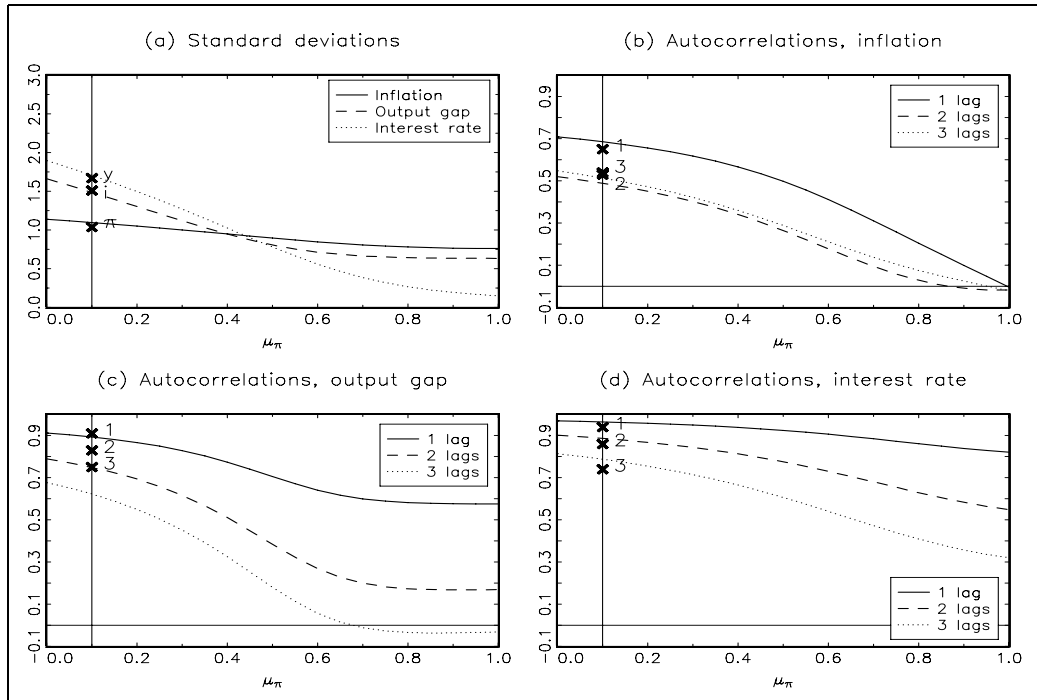 (a) Standard deviations
3.0
2.5
2.0
1.5
1.0
0.5
0.0
Inflation
Output gap
Interest rate
y
i
π
0.0 0.2 0.4 0.6 0.8 1.0
μπ
(b) Autocorrelations, inflation
0.9
0.7
0.5
0.3
0.1
-0.1
1 lag
2 lags
3 lags
1
3
2
0.0 0.2 0.4 0.6 0.8 1.0
μπ
(c) Autocorrelations, output gap
0.9
0.7
0.5
0.3
0.1
-0.1
1 lag
2 lags
3 lags
1
2
3
0.0 0.2 0.4 0.6 0.8 1.0
μπ
(d) Autocorrelations, interest rate
0.9
0.7
0.5
0.3
0.1
-0.1
1
2
3
1 lag
2 lags
3 lags
0.0 0.2 0.4 0.6 0.8 1.0
μπ